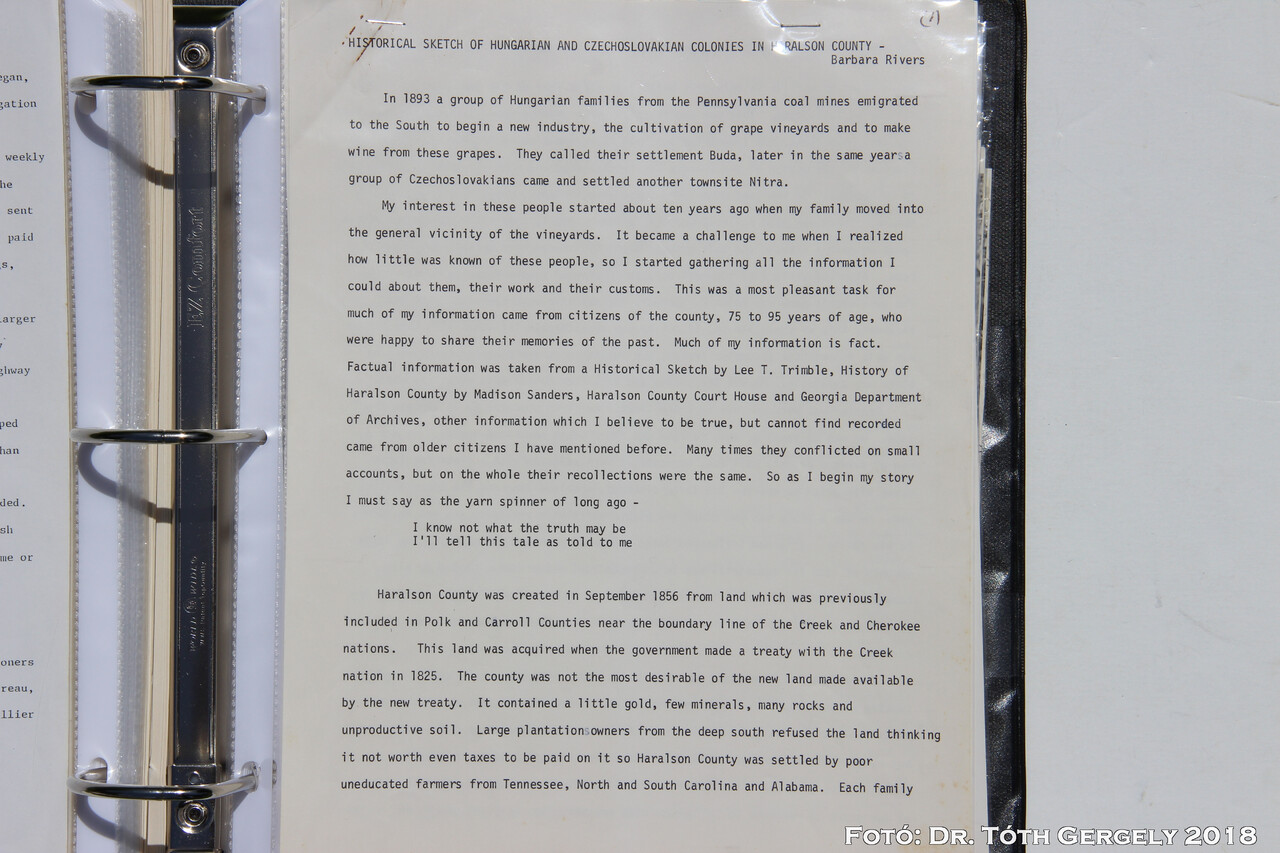 egan,
gation
weekly
he
sent
paid
s,
larger
ghway
ped
han
ded.
sh
me or
oners
reau,
llier
HISTORICAL SKETCH OF HUNGARIAN AND CZECHOSLOVAKIAN COLONIES IN H RALSON COUNTY -
Barbara Rivers
In 1893 a group of Hungarian families from the Pennsylvania coal mines emigrated
to the South to begin a new industry, the cultivation of grape vineyards and to make
wine from these grapes. They called their settlement Buda, later in the same year a
group of Czechoslovakians came and settled another townsite Nitra.
My interest in these people started about ten years ago when my family moved into
the general vicinity of the vineyards. It became a challenge to me when I realized
how little was known of these people, so I started gathering all the information I
could about them, their work and their customs. This was a most pleasant task for
much of my information came from citizens of the county, 75 to 95 years of age, who
were happy to share their memories of the past. Much of my information is fact.
Factual information was taken from a Historical Sketch by Lee T. Trimble, History of
Haralson County by Madison Sanders, Haralson County Court House and Georgia Department
of Archives, other information which I believe to be true, but cannot find recorded
came from older citizens I have mentioned before. Many times they conflicted on small
accounts, but on the whole their recollections were the same. So as I begin my story
I must say as the yarn spinner of long ago -
I know not what the truth may be
I'll tell this tale as told to me
Haralson County was created in September 1856 from land which was previously
included in Polk and Carroll Counties near the boundary line of the Creek and Cherokee
nations. This land was acquired when the government made a treaty with the Creek
nation in 1825. The county was not the most desirable of the new land made available
by the new treaty. It contained a little gold, few minerals, many rocks and
unproductive soil. Large plantation owners from the deep south refused the land thinking
it not worth even taxes to be paid on it so Haralson County was settled by poor
uneducated farmers from Tennessee, North and South Carolina and Alabama. Each family
FOTÓ: DR. TÓTH GERGELY 2018